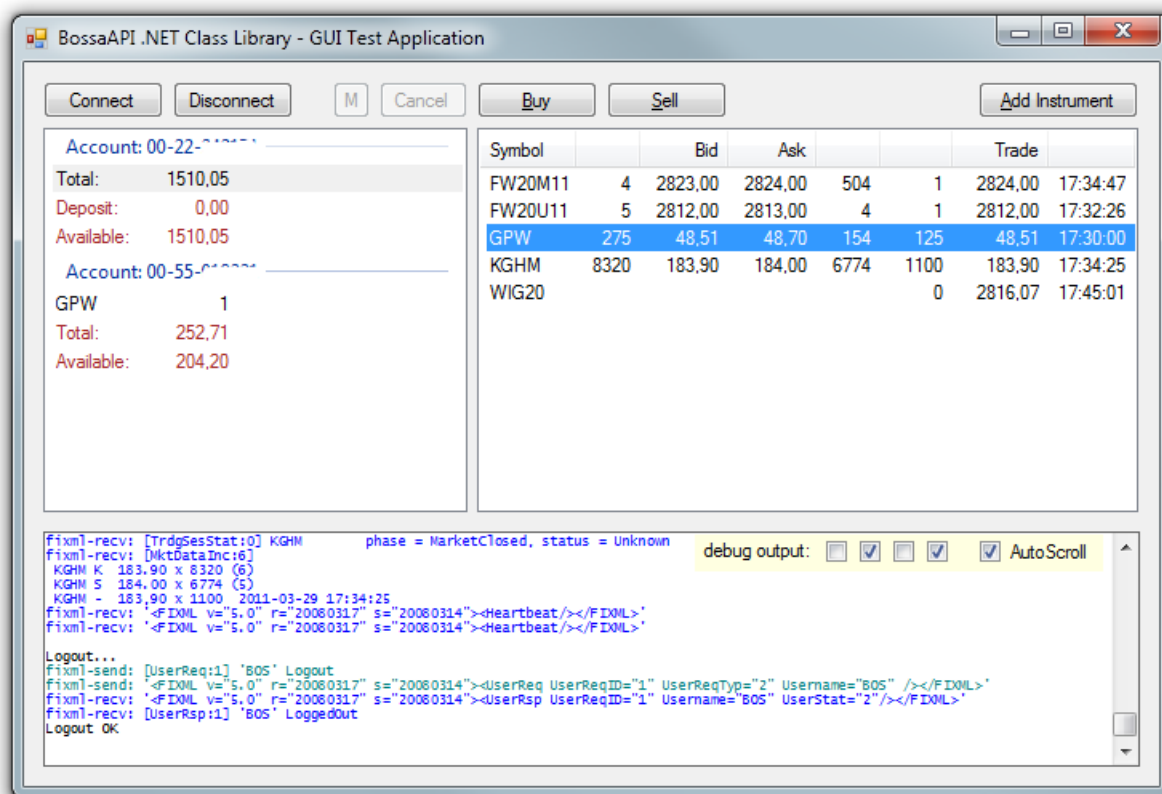 BossaAPI .NET Class Library - GUI Test Application
Connect Disconnect M Cancel Buy Sell Add Instrument
Account: 00-22-
Total: 1510,05
Deposit: 0,00
Available: 1510,05
Account: 00-55-
GPW 1
Total: 252,71
Available: 204,20
Symbol Bid Ask Trade
FW20M11 4 2823,00 2824,00 504 1 2824,00 17:34:47
FW20U11 5 2812,00 2813,00 4 1 2812,00 17:32:26
GPW 275 48,51 48,70 154 125 48,51 17:30:00
KGHM 8320 183,90 184,00 6774 1100 183,90 17:34:25
WIG20 0 2816,07 17:45:01
debug output: AutoScroll
fixml-recv: [TrdgSesStat:0] KGHM phase = MarketClosed, status = Unknown
fixml-recv: [MktDataInc:6]
KGHM K 183.90 x 8320 (6)
KGHM S 184.00 x 6774 (5)
KGHM - 183,90 x 1100 2011-03-29 17:34:25
fixml-recv: '<FIXML v="5.0" r="20080317" s="20080314"><Heartbeat/></FIXML>'
fixml-recv: '<FIXML v="5.0" r="20080317" s="20080314"><Heartbeat/></FIXML>'
Logout...
fixml-send: [UserReq:1] 'BOS' Logout
fixml-send: '<FIXML v="5.0" r="20080317" s="20080314"><UserReq UserReqID="1" UserReqTyp="2" Username="BOS" /></FIXML>'
fixml-recv: '<FIXML v="5.0" r="20080317" s="20080314"><UserRsp UserReqID="1" Username="BOS" UserStat="2"/></FIXML>'
fixml-recv: [UserRsp:1] 'BOS' LoggedOut
Logout OK